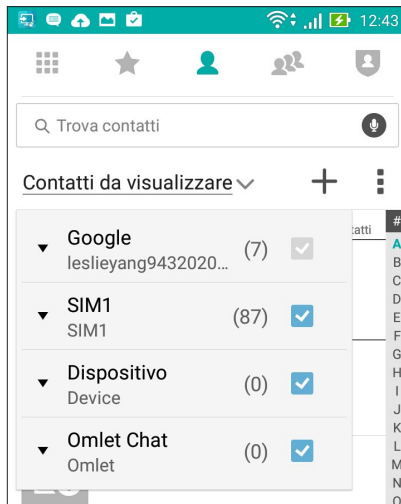 12:43
Trova contatti
Contatti da visualizzare
tatti
#
A
B
C
D
E
F
G
H
I
J
K
L
M
N
Google (7)
leslieyang9432020...
SIM1 (87)
SIM1
Dispositivo (0)
Device
Omlet Chat (0)
Omlet